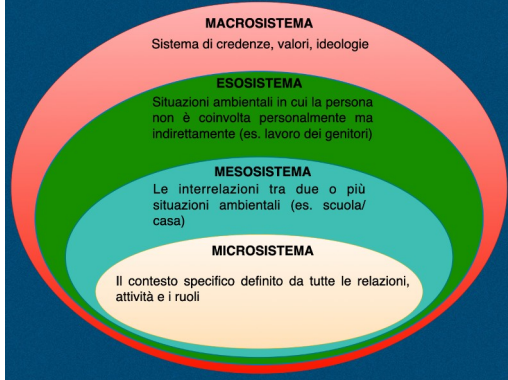 MACROSISTEMA
Sistema di credenze, valori, ideologie
ESOSISTEMA
Situazioni ambientali in cui la persona
non è coinvolta personalmente ma
indirettamente (es. lavoro dei genitori)
MESOSISTEMA
Le interrelazioni tra due o più
situazioni ambientali (es. scuola/
casa)
MICROSISTEMA
Il contesto specifico definito da tutte le relazioni,
attività e i ruoli